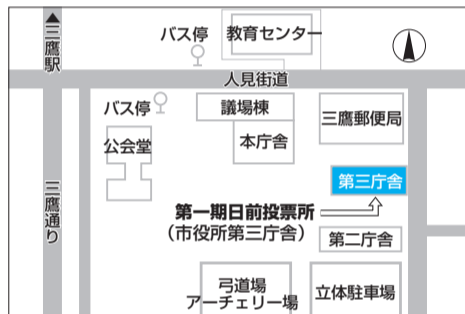 ▲三鷹駅
バス停
教育センター
人見街道
バス停
議場棟
三鷹郵便局
公会堂
本庁舎
第三庁舎
三鷹通り
第一期日前投票所
（市役所第三庁舎）
第二庁舎
弓道場
アーチェリー場
立体駐車場